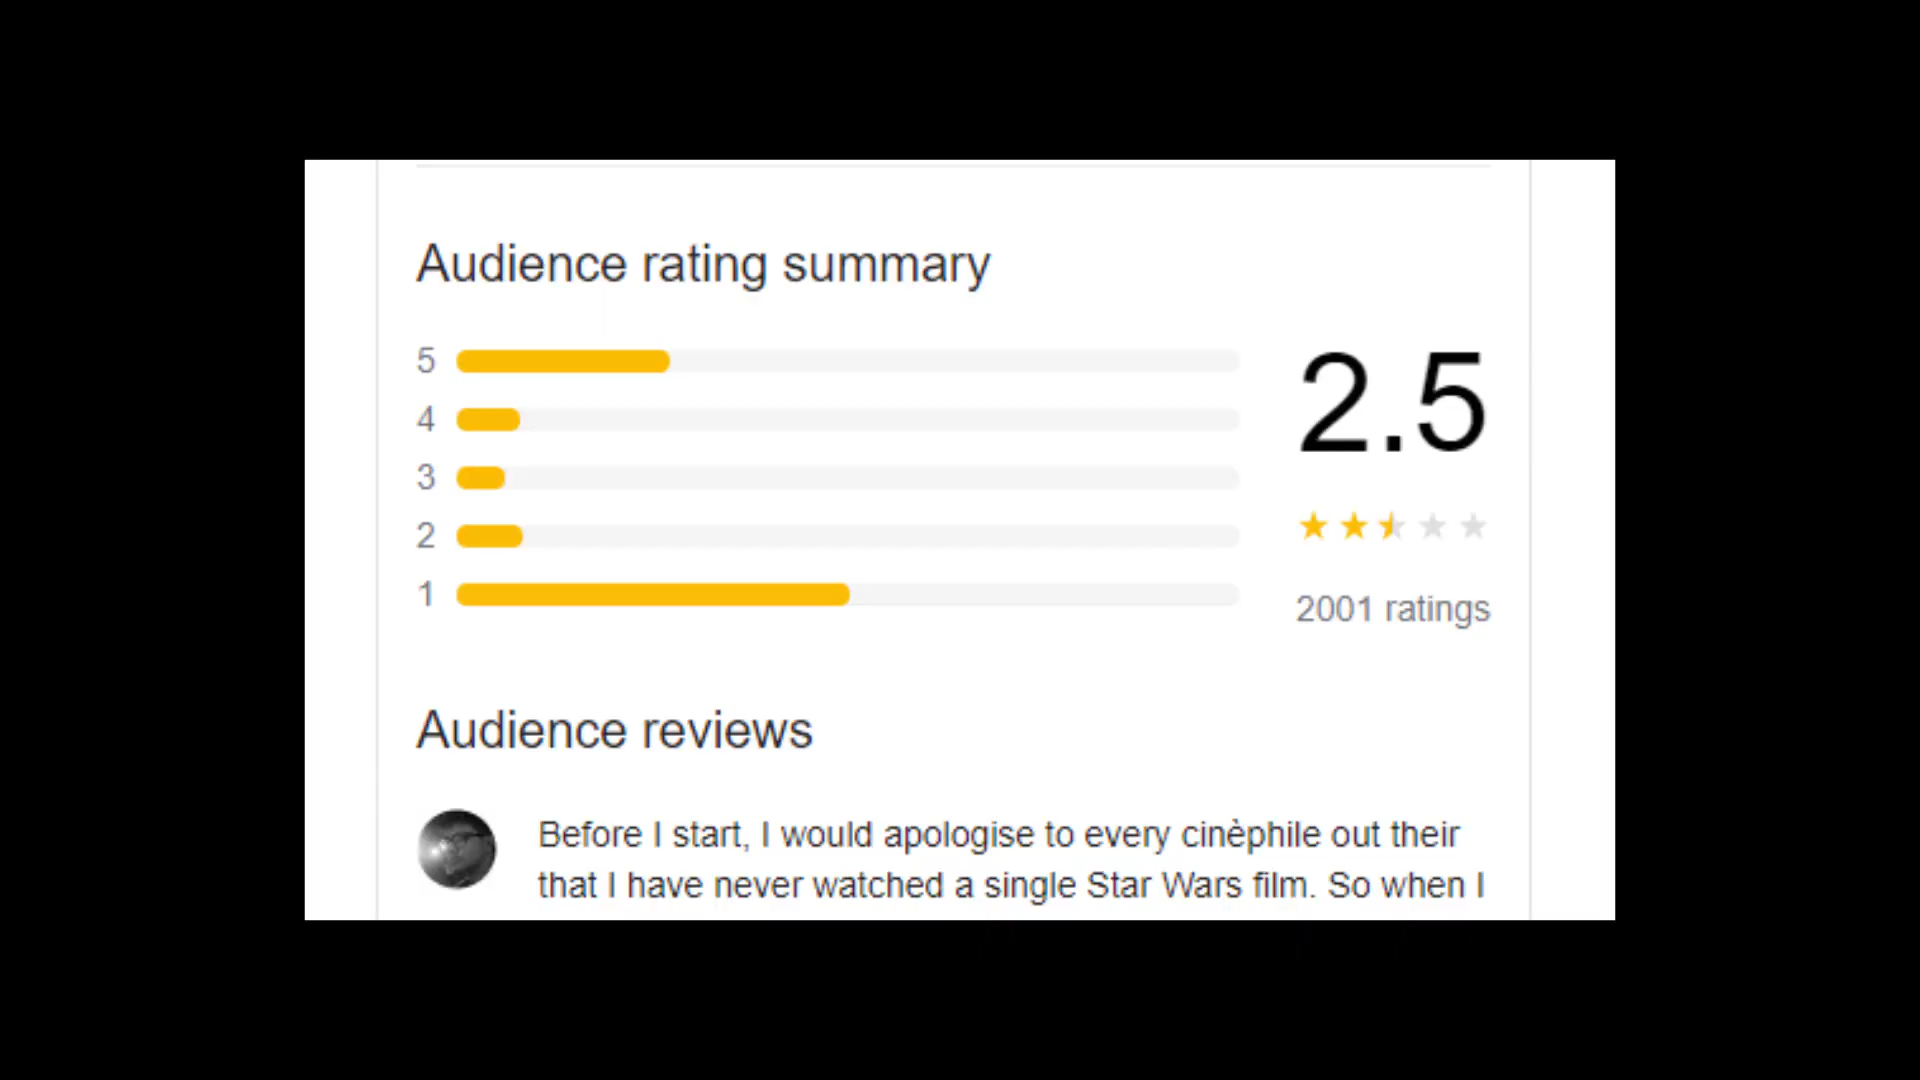 Audience rating summary
5
4
3
2
1
2.5
2001 ratings
Audience reviews
Before I start, I would apologise to every cinèphile out their
that I have never watched a single Star Wars film. So when I